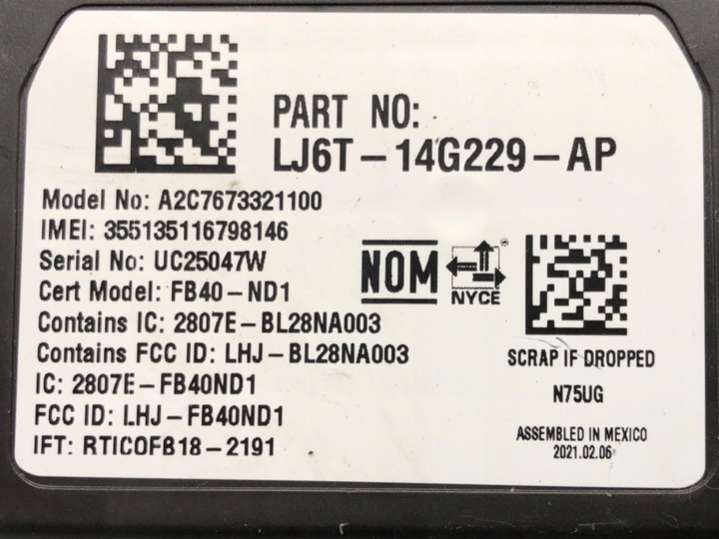 PART NO:
LJ6T-14G229-AP
Model No: A2C7673321100
IMEI: 355135116798146
Serial No: UC25047W
Cert Model: FB40-ND1
Contains IC: 2807E-BL28NA003
Contains FCC ID: LHJ-BL28NA003
IC: 2807E-FB40ND1
FCC ID: LHJ-FB40ND1
IFT: RTICOFB18-2191
NOM
NYCE
SCRAP IF DROPPED
N75UG
ASSEMBLED IN MEXICO
2021.02.06